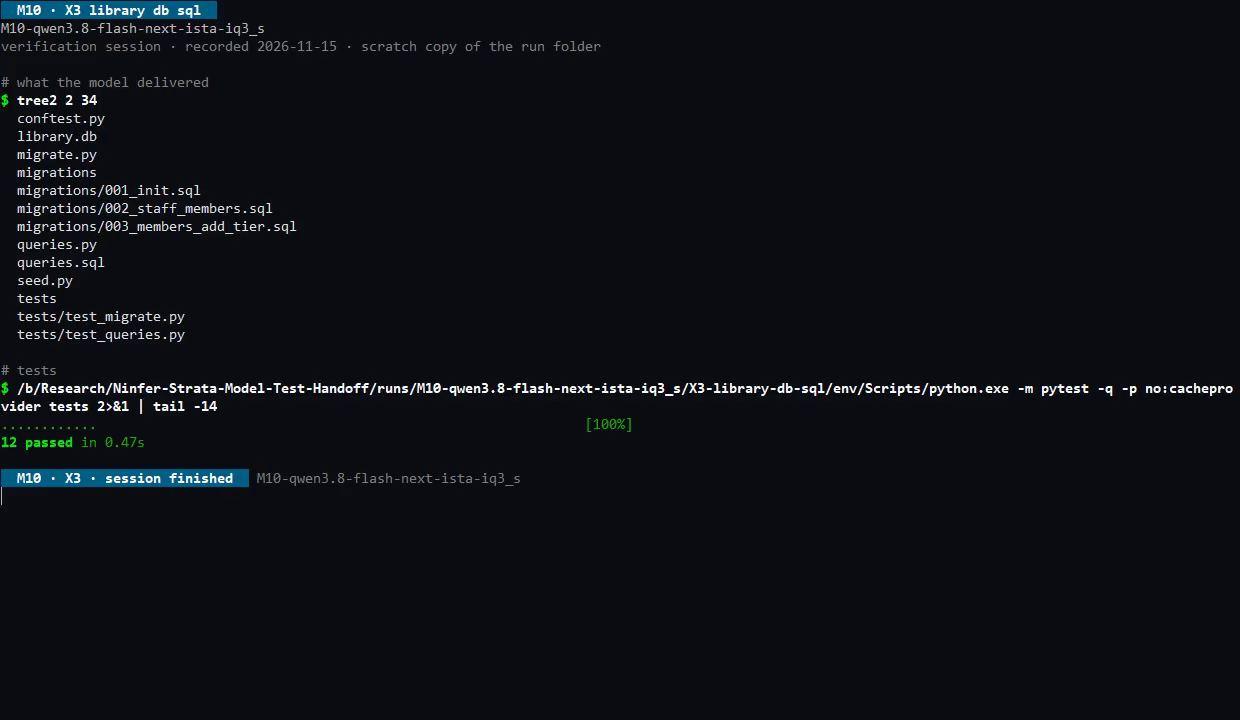 M10 · X3 library db sql
M10-qwen3.8-flash-next-ista-iq3_s
verification session · recorded 2026-11-15 · scratch copy of the run folder
# what the model delivered
$ tree2 2 34
conftest.py
library.db
migrate.py
migrations
migrations/001_init.sql
migrations/002_staff_members.sql
migrations/003_members_add_tier.sql
queries.py
queries.sql
seed.py
tests
tests/test_migrate.py
tests/test_queries.py
# tests
$ /b/Research/Ninfer-Strata-Model-Test-Handoff/runs/M10-qwen3.8-flash-next-ista-iq3_s/X3-library-db-sql/env/Scripts/python.exe -m pytest -q -p no:cachepro
vider tests 2>&1 | tail -14
............ [100%]
12 passed in 0.47s
M10 · X3 · session finished M10-qwen3.8-flash-next-ista-iq3_s